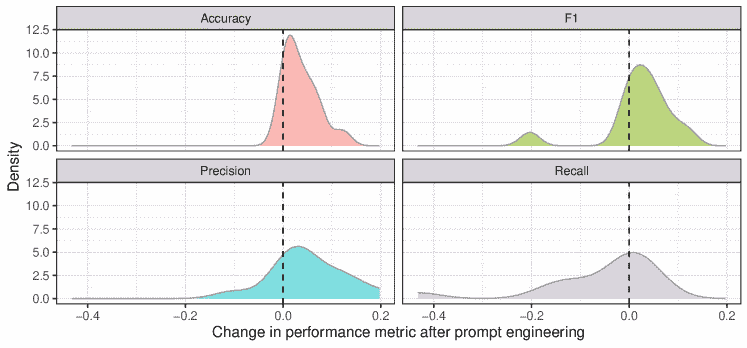 Accuracy
F1
12.5
10.0
7.5
5.0
2.5
0.0
Density
Precision
Recall
12.5
10.0
7.5
5.0
2.5
0.0
−0.4 −0.2 0.0 0.2 −0.4 −0.2 0.0 0.2
Change in performance metric after prompt engineering